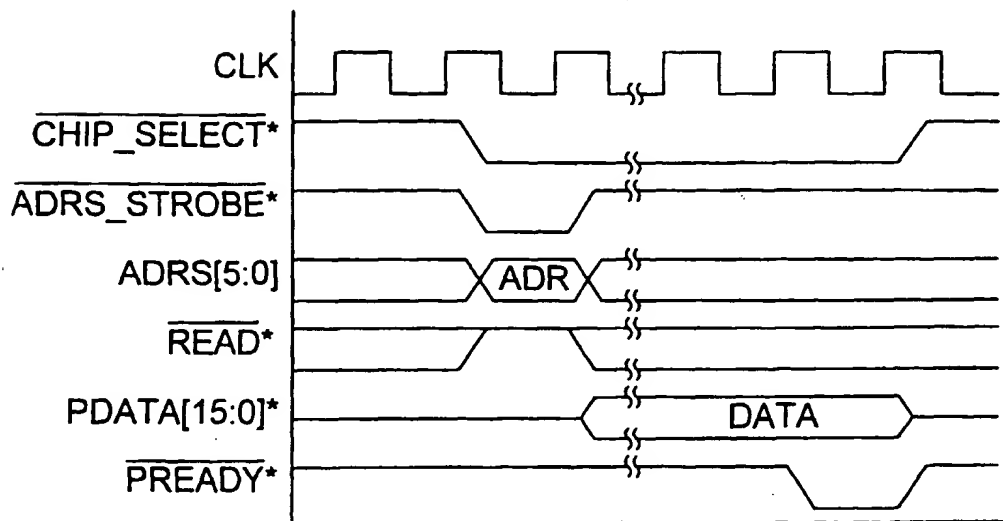 CLK
CHIP_SELECT*
ADRS_STROBE*
ADRS[5:0]
ADR
READ*
PDATA[15:0]*
DATA
PREADY*